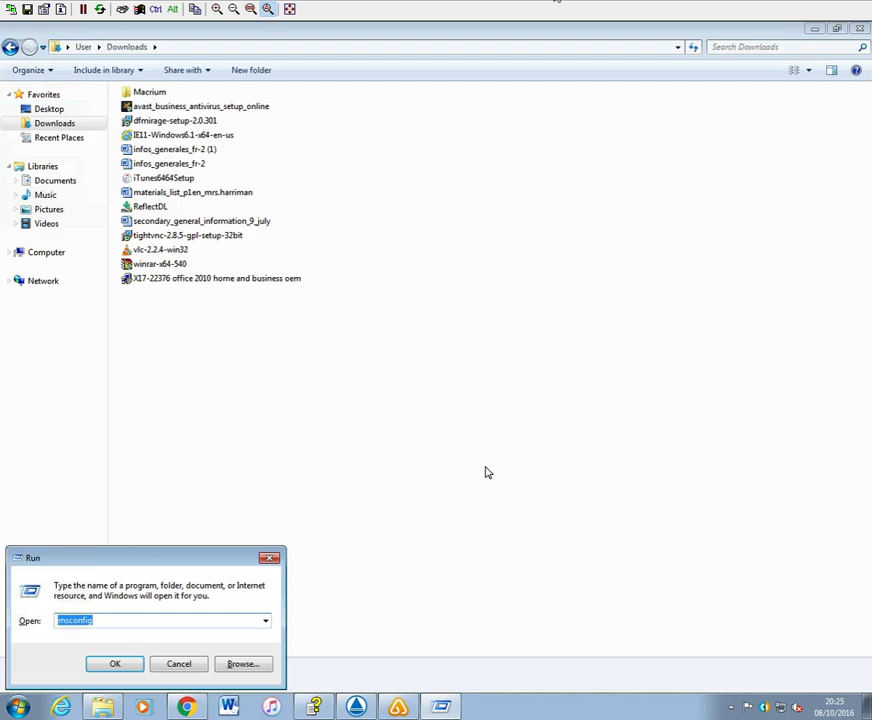 Ctrl Alt
User Downloads
Search Downloads
Organize Include in library Share with New folder
Favorites
Desktop
Downloads
Recent Places
Libraries
Documents
Music
Pictures
Videos
Computer
Network
Macrium
avast_business_antivirus_setup_online
dfmirage-setup-2.0.301
IE11-Windows6.1-x64-en-us
infos_generales_fr-2 (1)
infos_generales_fr-2
iTunes6464Setup
materials_list_p1en_mrs.harriman
ReflectDL
secondary_general_information_9_july
tightvnc-2.8.5-gpl-setup-32bit
vlc-2.2.4-win32
winrar-x64-540
X17-22376 office 2010 home and business oem
Run
Type the name of a program, folder, document, or Internet
resource, and Windows will open it for you.
Open: msconfig
OK Cancel Browse...
20:25
08/10/2016